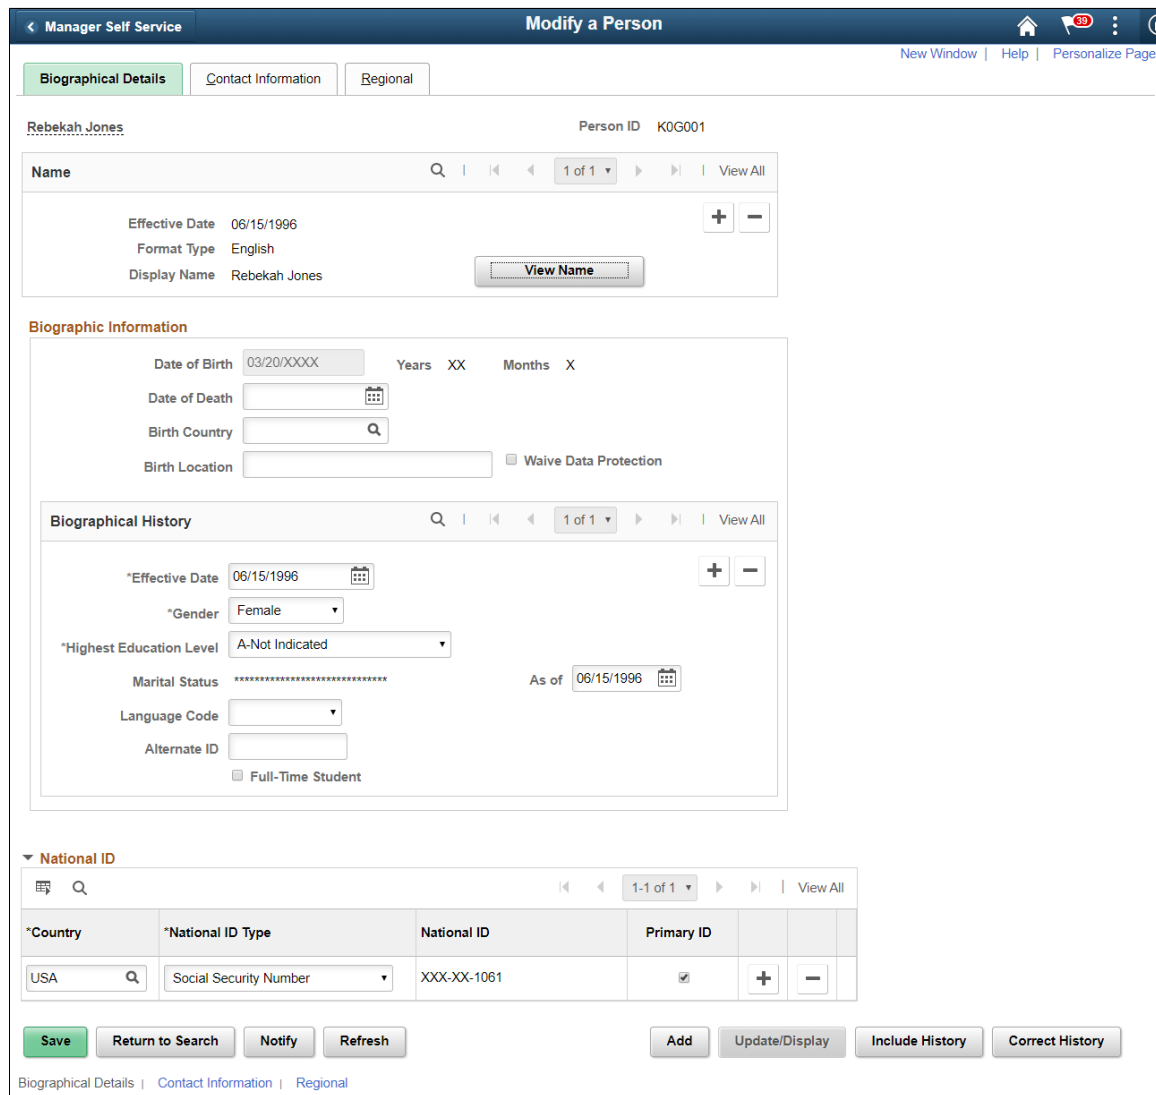 Manager Self Service Modify a Person 39
New Window | Help | Personalize Page
Biographical Details Contact Information Regional
Rebekah Jones Person ID K0G001
Name 1 of 1 View All
Effective Date 06/15/1996
Format Type English
Display Name Rebekah Jones View Name
Biographic Information
Date of Birth 03/20/XXXX Years XX Months X
Date of Death
Birth Country
Birth Location Waive Data Protection
Biographical History 1 of 1 View All
*Effective Date 06/15/1996
*Gender Female
*Highest Education Level A-Not Indicated
Marital Status ****************************** As of 06/15/1996
Language Code
Alternate ID
Full-Time Student
National ID
1-1 of 1 View All
*Country *National ID Type National ID Primary ID
USA Social Security Number XXX-XX-1061
Save Return to Search Notify Refresh Add Update/Display Include History Correct History
Biographical Details | Contact Information | Regional